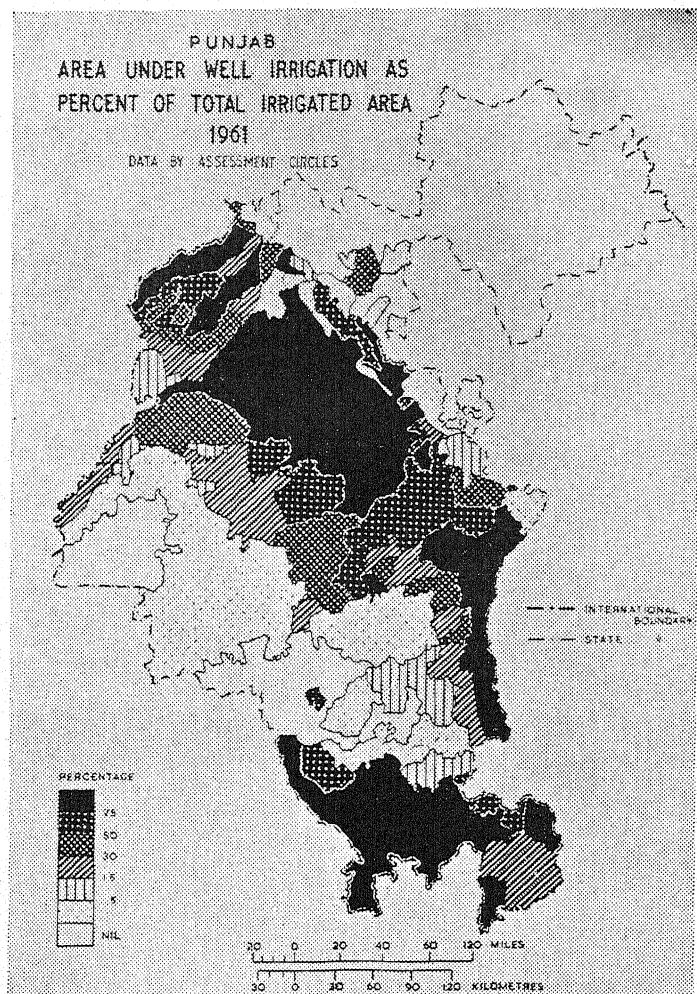 PUNJAB
AREA UNDER WELL IRRIGATION AS
PERCENT OF TOTAL IRRIGATED AREA
1961
DATA BY ASSESSMENT CIRCLES
INTERNATIONAL
BOUNDARY
STATE "
PERCENTAGE
75
50
30
15
5
NIL
20 0 20 40 60 120 MILES
30 0 30 60 90 120 KILOMETRES